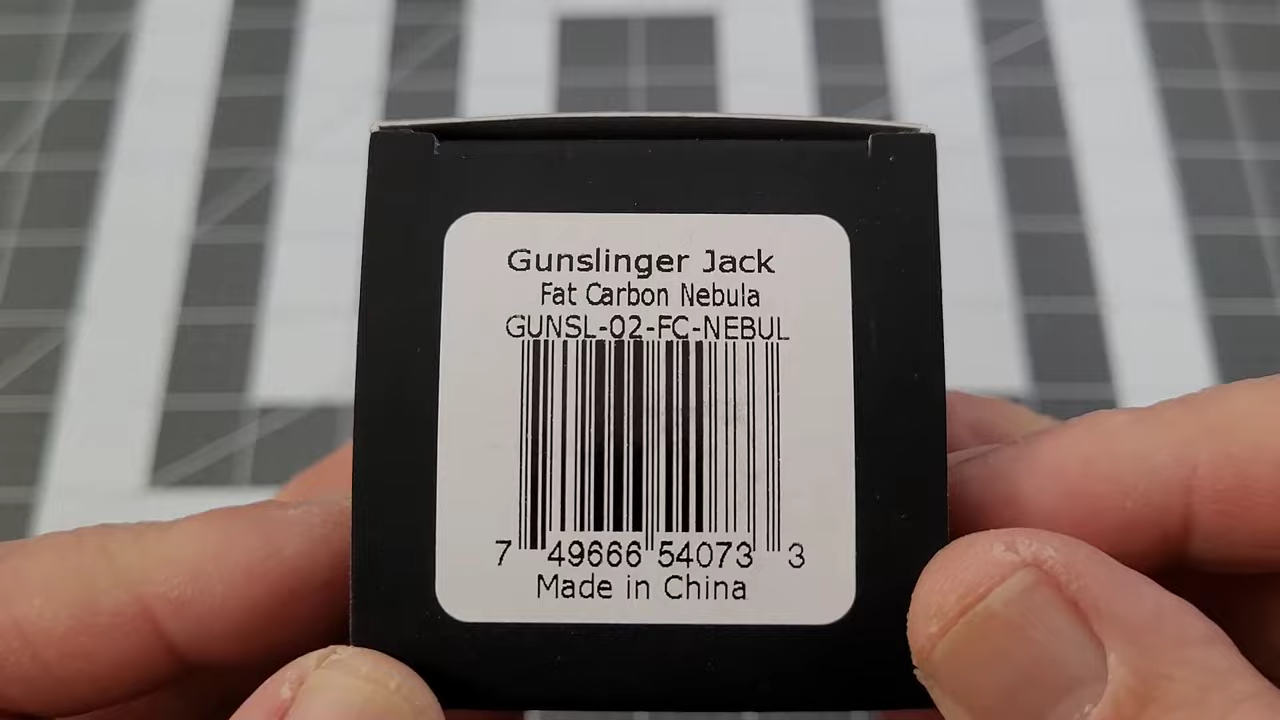 Gunslinger Jack
Fat Carbon Nebula
GUNSL-02-FC-NEBUL
7 49666 54073 3
Made in China